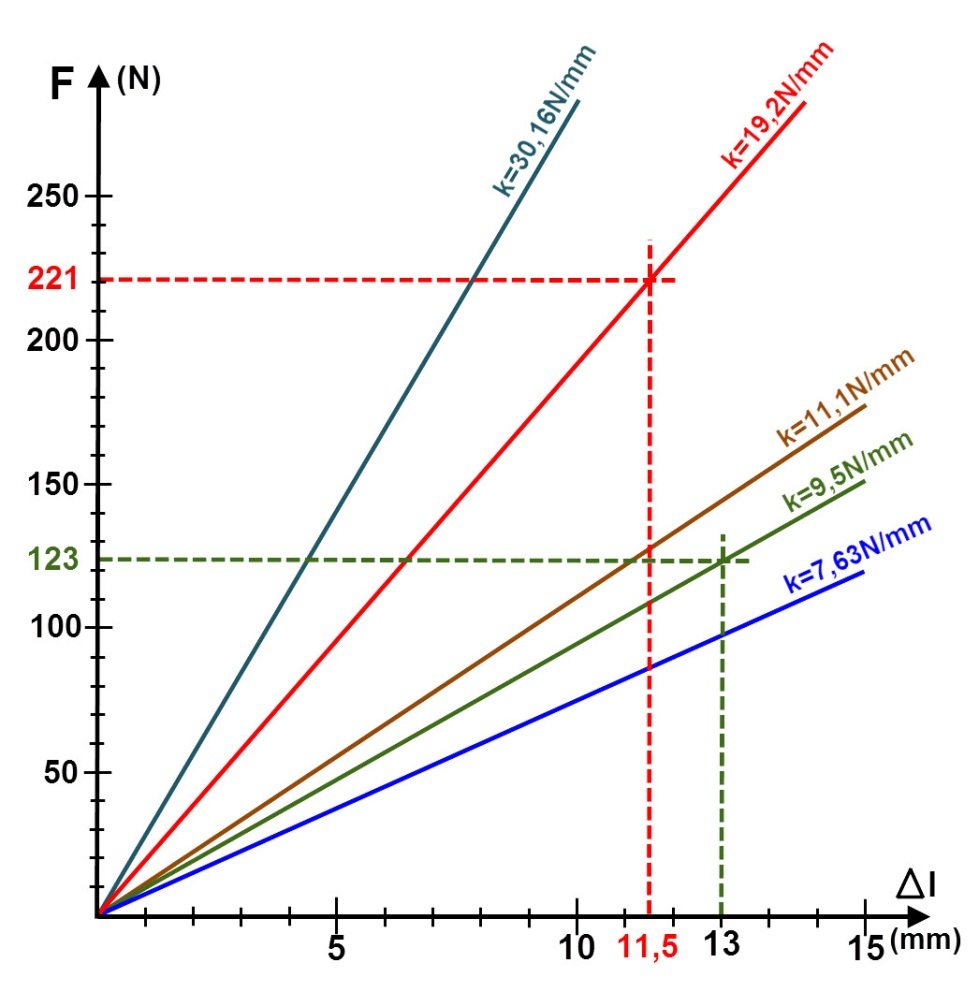 F (N)
k=30,16N/mm
k=19,2N/mm
250
221
200
k=11,1N/mm
150
k=9,5N/mm
123
k=7,63N/mm
100
50
Δl
5 10 11,5 13 15 (mm)